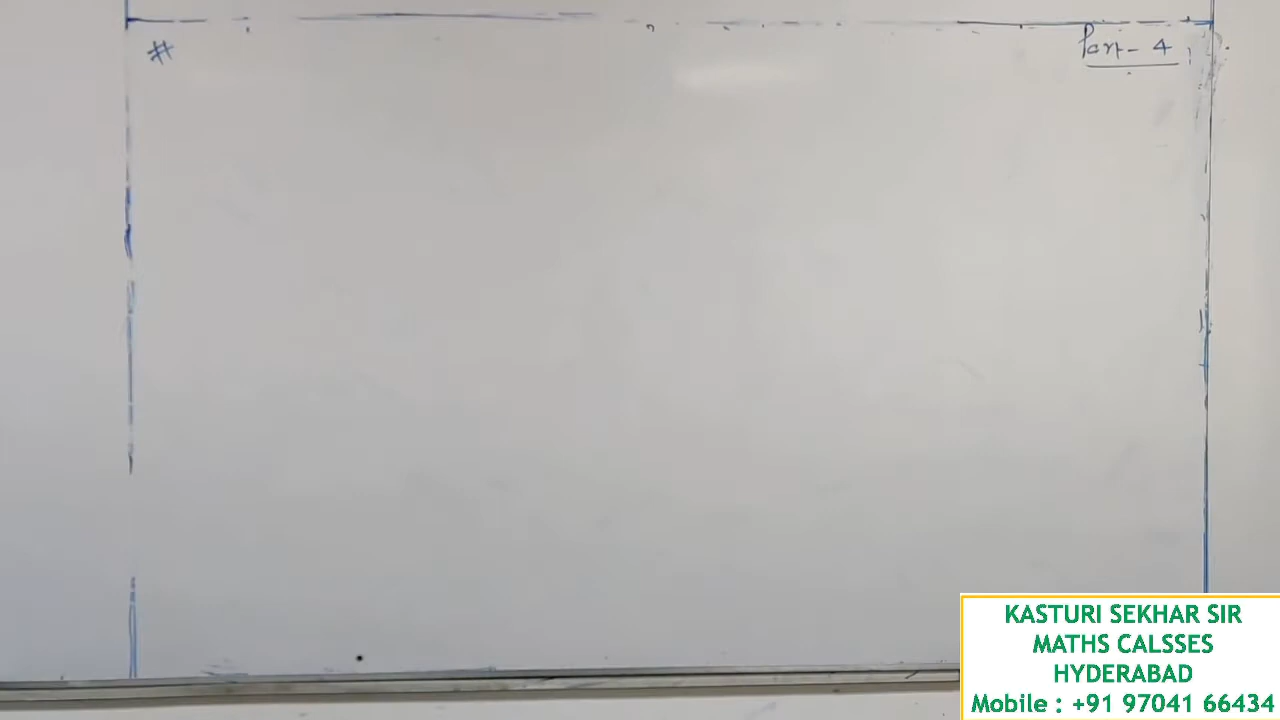 #
Part - 4
KASTURI SEKHAR SIR
MATHS CALSSES
HYDERABAD
Mobile : +91 97041 66434